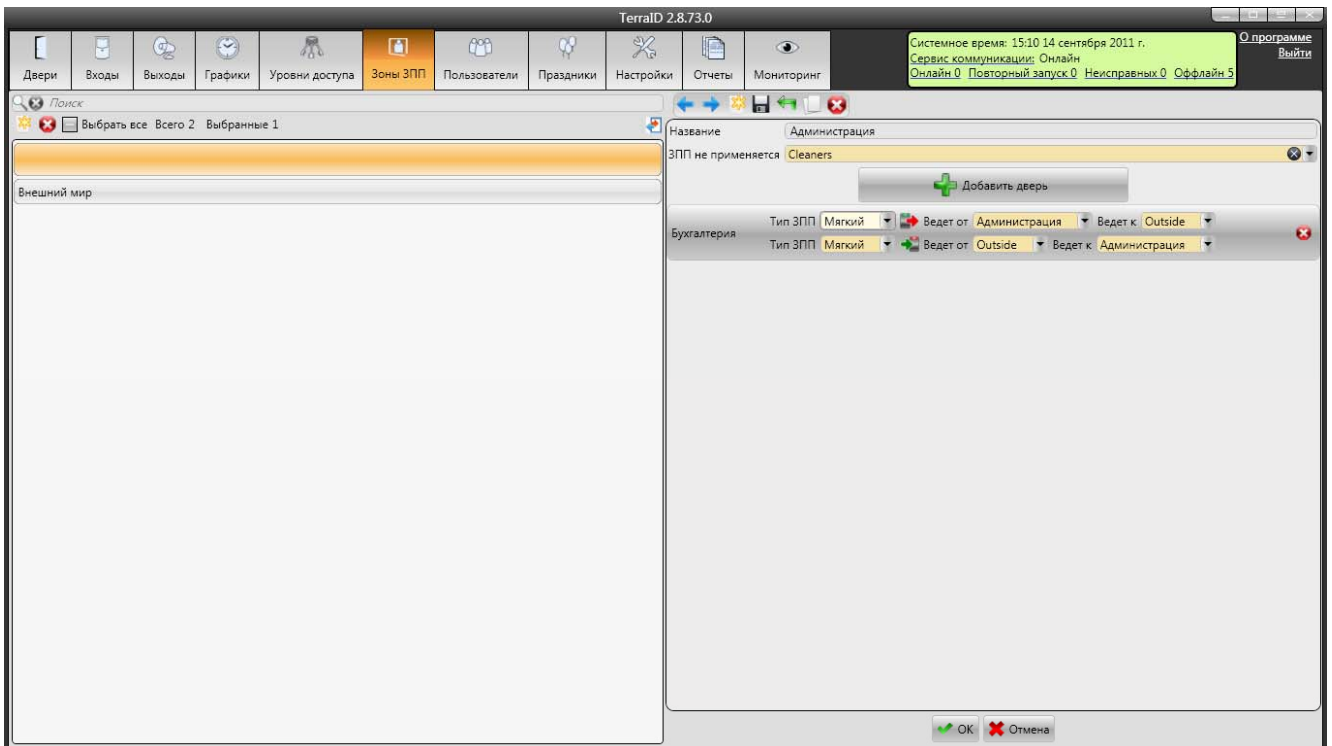 TerraID 2.8.73.0
Двери Входы Выходы Графики Уровни доступа Зоны ЗПП Пользователи Праздники Настройки Отчеты Мониторинг
Системное время: 15:10 14 сентября 2011 г.
Сервис коммуникации: Онлайн
Онлайн 0 Повторный запуск 0 Неисправных 0 Оффлайн 5
О программе
Выйти
Поиск
Выбрать все Всего 2 Выбранные 1
Внешний мир
Название Администрация
ЗПП не применяется Cleaners
Добавить дверь
Бухгалтерия
Тип ЗПП Мягкий Ведет от Администрация Ведет к Outside
Тип ЗПП Мягкий Ведет от Outside Ведет к Администрация
OK Отмена